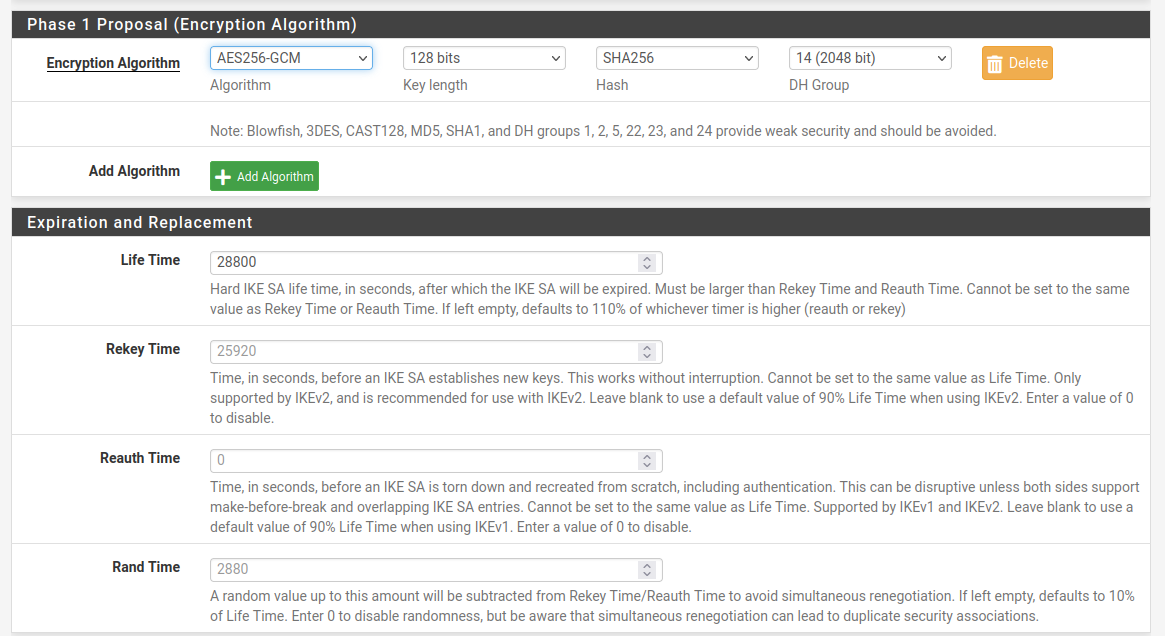 Phase 1 Proposal (Encryption Algorithm)
Encryption Algorithm AES256-GCM 128 bits SHA256 14 (2048 bit) Delete
Algorithm Key length Hash DH Group
Note: Blowfish, 3DES, CAST128, MD5, SHA1, and DH groups 1, 2, 5, 22, 23, and 24 provide weak security and should be avoided.
Add Algorithm Add Algorithm
Expiration and Replacement
Life Time 28800
Hard IKE SA life time, in seconds, after which the IKE SA will be expired. Must be larger than Rekey Time and Reauth Time. Cannot be set to the same
value as Rekey Time or Reauth Time. If left empty, defaults to 110% of whichever timer is higher (reauth or rekey)
Rekey Time 25920
Time, in seconds, before an IKE SA establishes new keys. This works without interruption. Cannot be set to the same value as Life Time. Only
supported by IKEv2, and is recommended for use with IKEv2. Leave blank to use a default value of 90% Life Time when using IKEv2. Enter a value of 0
to disable.
Reauth Time 0
Time, in seconds, before an IKE SA is torn down and recreated from scratch, including authentication. This can be disruptive unless both sides support
make-before-break and overlapping IKE SA entries. Cannot be set to the same value as Life Time. Supported by IKEv1 and IKEv2. Leave blank to use a
default value of 90% Life Time when using IKEv1. Enter a value of 0 to disable.
Rand Time 2880
A random value up to this amount will be subtracted from Rekey Time/Reauth Time to avoid simultaneous renegotiation. If left empty, defaults to 10%
of Life Time. Enter 0 to disable randomness, but be aware that simultaneous renegotiation can lead to duplicate security associations.